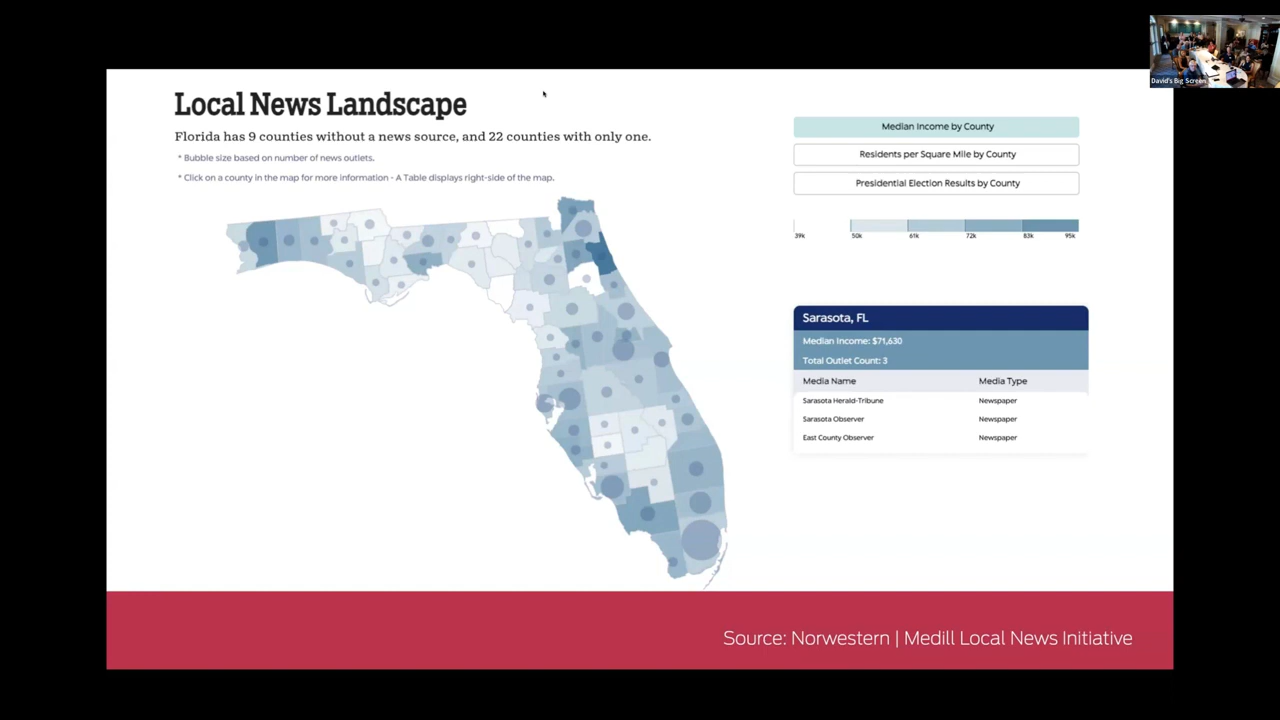 David's Big Screen
Local News Landscape
Florida has 9 counties without a news source, and 22 counties with only one.
* Bubble size based on number of news outlets.
* Click on a county in the map for more information - A Table displays right-side of the map.
Median Income by County
Residents per Square Mile by County
Presidential Election Results by County
39k 50k 61k 72k 83k 95k
Sarasota, FL
Median Income: $71,630
Total Outlet Count: 3
Media Name Media Type
Sarasota Herald-Tribune Newspaper
Sarasota Observer Newspaper
East County Observer Newspaper
Source: Norwestern | Medill Local News Initiative